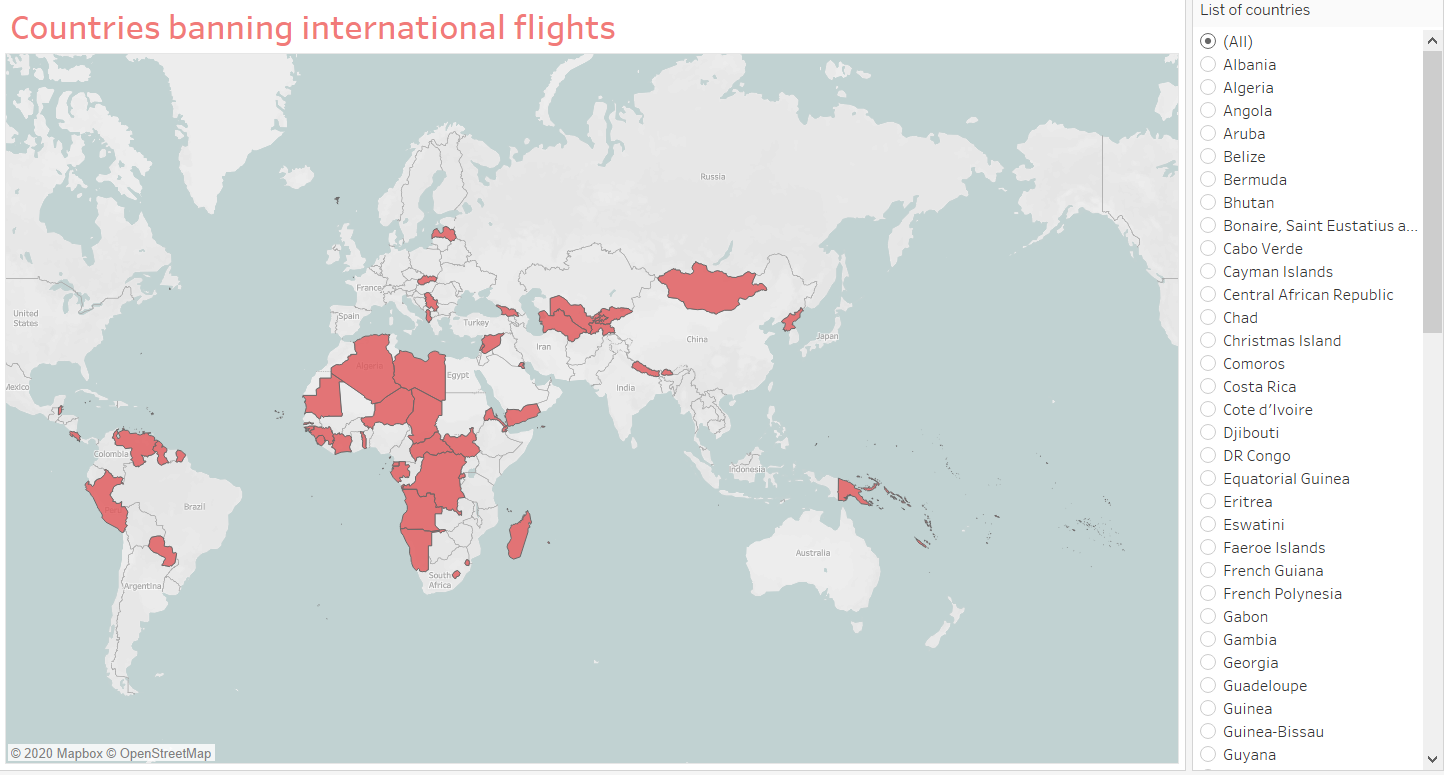 Countries banning international flights
Russia
United
States
France
Spain
Turkey
Iran
China
Japan
Mexico
Algeria
Egypt
India
Colombia
Indonesia
Peru
Brazil
Australia
South
Africa
Argentina
© 2020 Mapbox © OpenStreetMap
List of countries
(All)
Albania
Algeria
Angola
Aruba
Belize
Bermuda
Bhutan
Bonaire, Saint Eustatius a...
Cabo Verde
Cayman Islands
Central African Republic
Chad
Christmas Island
Comoros
Costa Rica
Cote d’Ivoire
Djibouti
DR Congo
Equatorial Guinea
Eritrea
Eswatini
Faeroe Islands
French Guiana
French Polynesia
Gabon
Gambia
Georgia
Guadeloupe
Guinea
Guinea-Bissau
Guyana